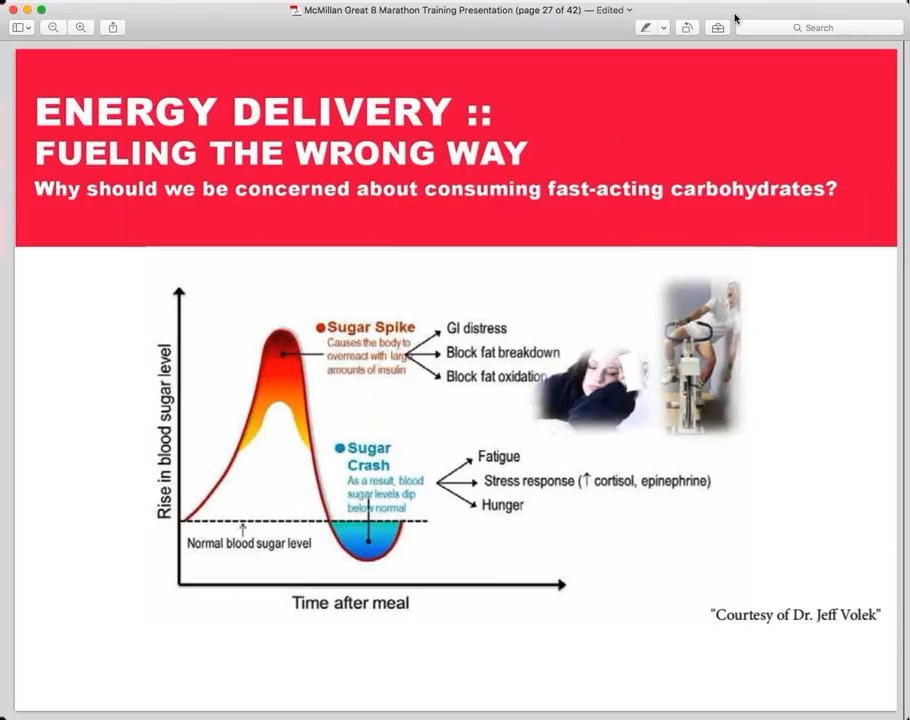 McMillan Great 8 Marathon Training Presentation (page 27 of 42) — Edited
Search
ENERGY DELIVERY ::
FUELING THE WRONG WAY
Why should we be concerned about consuming fast-acting carbohydrates?
Rise in blood sugar level
Sugar Spike
Causes the body to
overreact with large
amounts of insulin
GI distress
Block fat breakdown
Block fat oxidation
Sugar
Crash
As a result, blood
sugar levels dip
below normal
Fatigue
Stress response (↑ cortisol, epinephrine)
Hunger
Normal blood sugar level
Time after meal
"Courtesy of Dr. Jeff Volek"